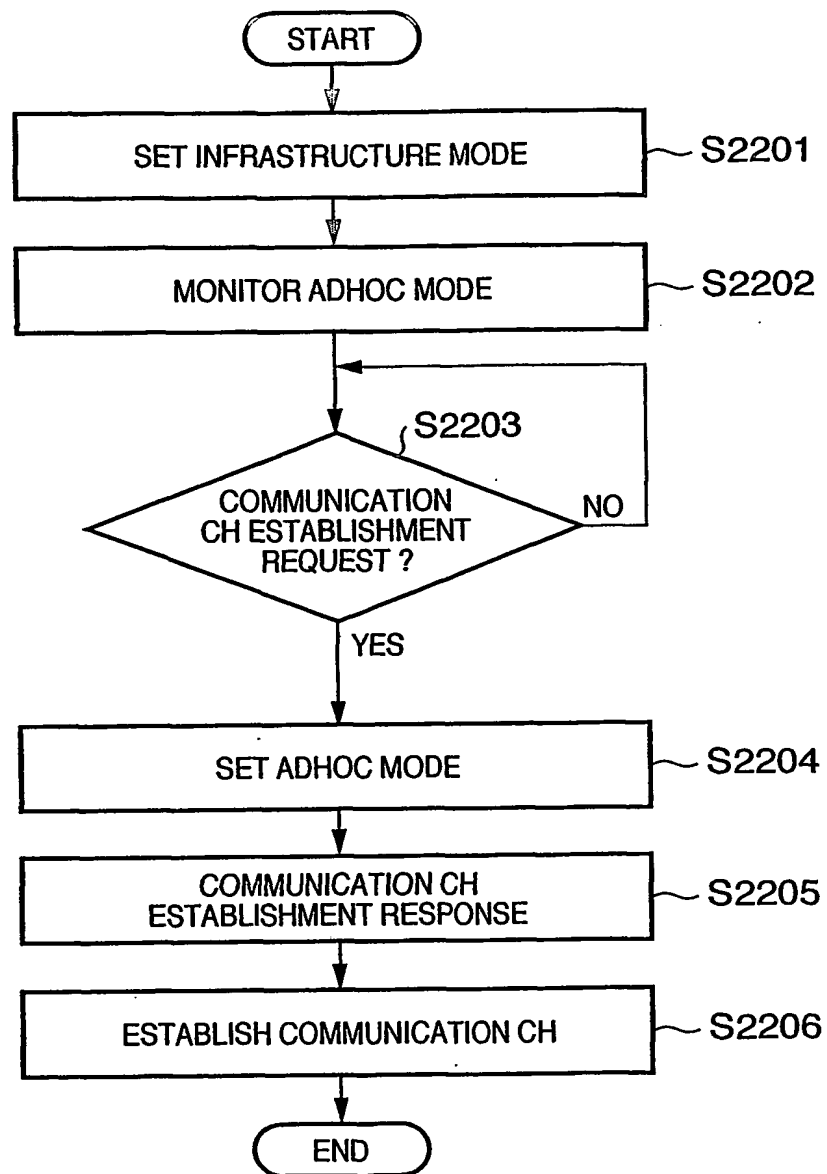 START
SET INFRASTRUCTURE MODE
S2201
MONITOR ADHOC MODE
S2202
S2203
COMMUNICATION
CH ESTABLISHMENT
REQUEST ?
NO
YES
SET ADHOC MODE
S2204
COMMUNICATION CH
ESTABLISHMENT RESPONSE
S2205
ESTABLISH COMMUNICATION CH
S2206
END